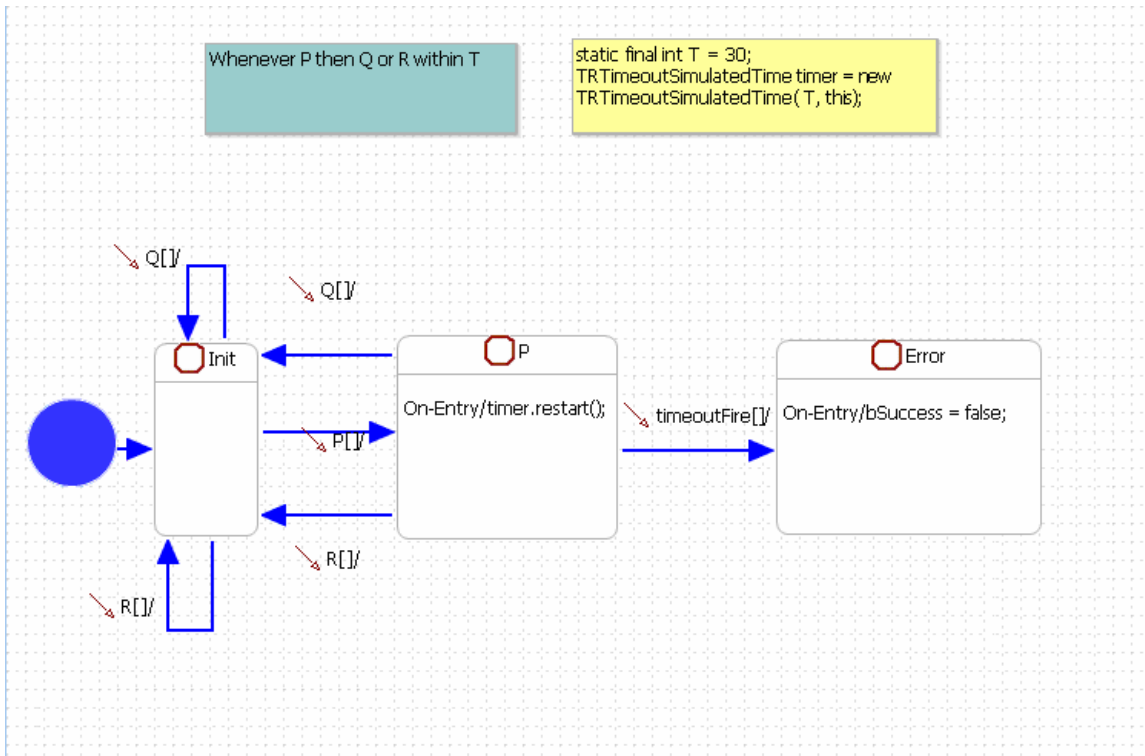 Whenever P then Q or R within T
static final int T = 30;
TRTimeoutSimulatedTime timer = new
TRTimeoutSimulatedTime( T, this);
Q[]/
Q[]/
Init
P
Error
On-Entry/timer.restart();
timeoutFire[]/
On-Entry/bSuccess = false;
P[]/
R[]/
R[]/